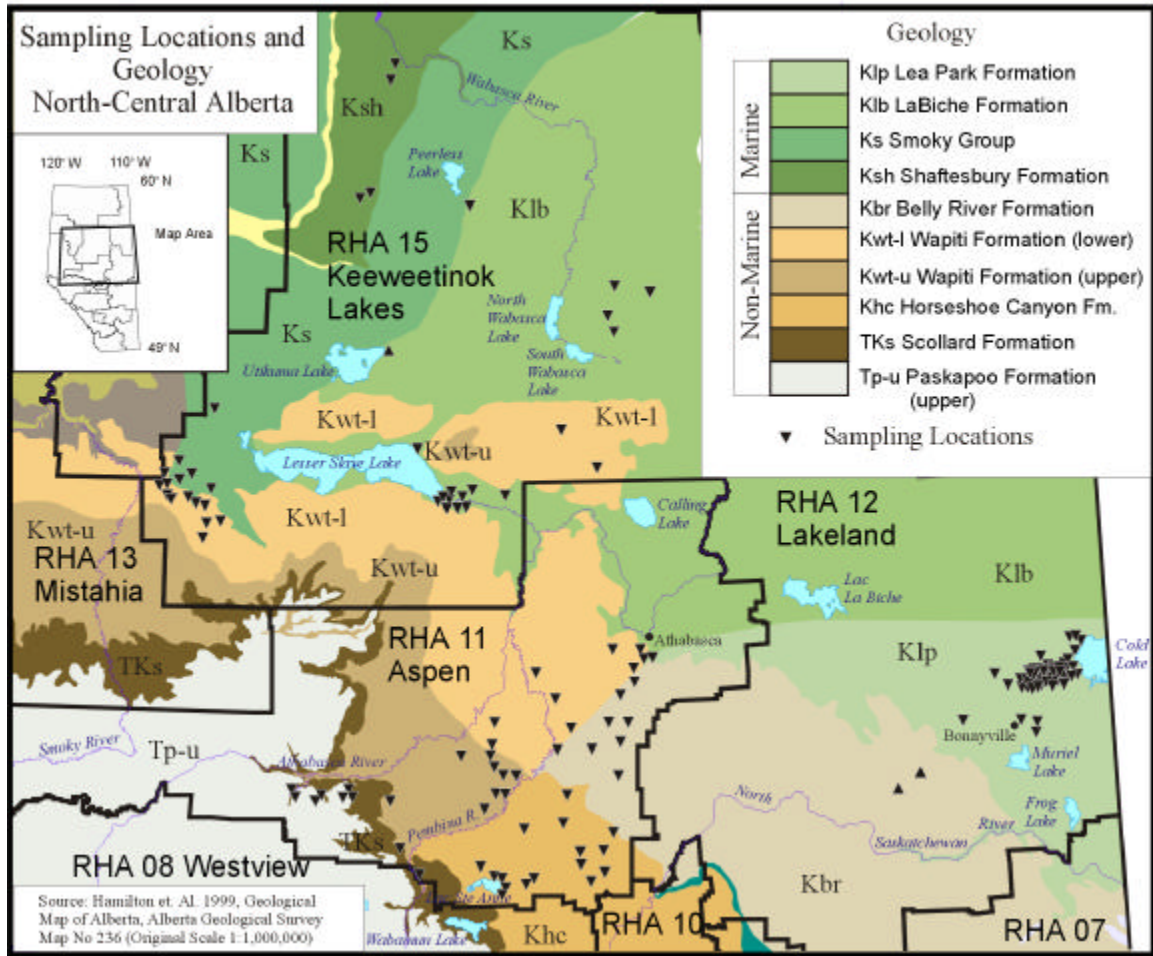 Sampling Locations and
Geology
North-Central Alberta
120° W 110° W
60° N
Map Area
49° N
Geology
Marine
Non-Marine
Klp Lea Park Formation
Klb LaBiche Formation
Ks Smoky Group
Ksh Shaftesbury Formation
Kbr Belly River Formation
Kwt-l Wapiti Formation (lower)
Kwt-u Wapiti Formation (upper)
Khc Horseshoe Canyon Fm.
TKs Scollard Formation
Tp-u Paskapoo Formation
(upper)
Sampling Locations
Ks
Ksh
Wabasca River
Ks
Peerless
Lake
Klb
RHA 15
Keeweetinok
Lakes
North
Wabasca
Lake
South
Wabasca
Lake
Ks
Utikuma Lake
Kwt-l
Kwt-l
Kwt-u
Lesser Slave Lake
Kwt-l
Calling
Lake
RHA 12
Lakeland
Kwt-u
RHA 13
Mistahia
Kwt-u
Klb
Lac
La Biche
RHA 11
Aspen
Athabasca
Klp
Cold
Lake
TKs
Smoky River
Tp-u
Athabasca River
Bonnyville
Muriel
Lake
North
Saskatchewan
River
Frog
Lake
Pembina R.
TKs
RHA 08 Westview
Kbr
Wabamun Lake
Khc
RHA 10
RHA 07
Source: Hamilton et. Al. 1999, Geological
Map of Alberta, Alberta Geological Survey
Map No 236 (Original Scale 1:1,000,000)